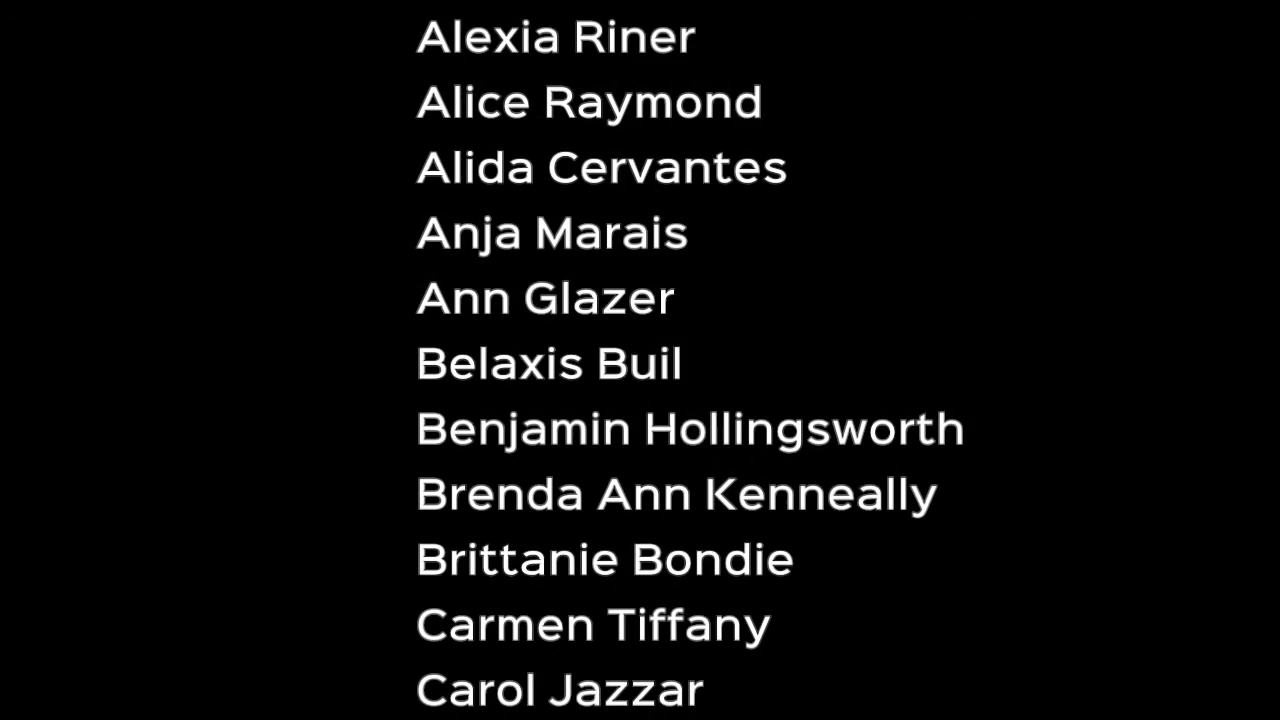 Alexia Riner
Alice Raymond
Alida Cervantes
Anja Marais
Ann Glazer
Belaxis Buil
Benjamin Hollingsworth
Brenda Ann Kenneally
Brittanie Bondie
Carmen Tiffany
Carol Jazzar